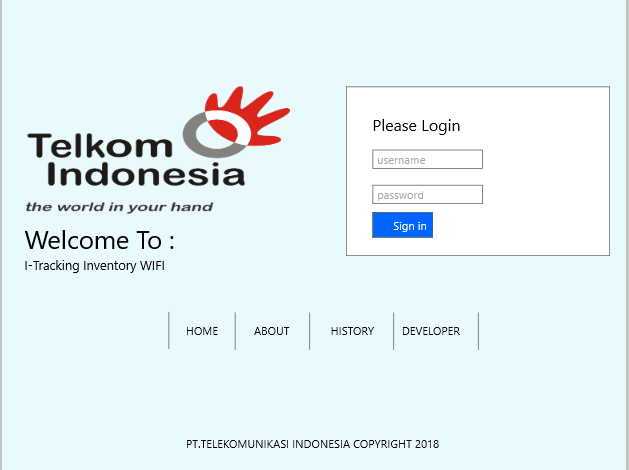 Telkom
Indonesia
the world in your hand
Welcome To :
I-Tracking Inventory WIFI
Please Login
username
password
Sign in
HOME
ABOUT
HISTORY
DEVELOPER
PT.TELEKOMUNIKASI INDONESIA COPYRIGHT 2018